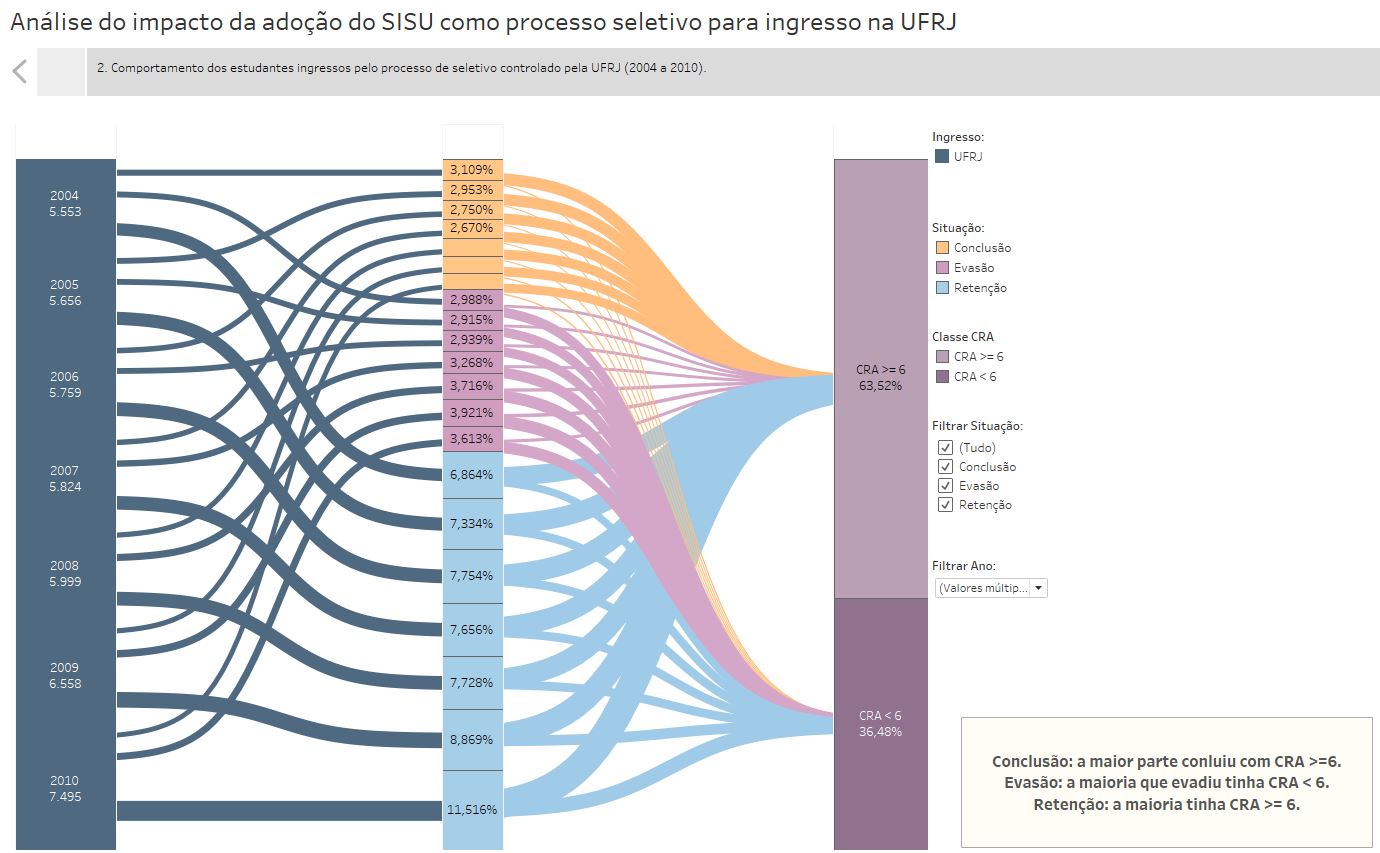 Análise do impacto da adoção do SISU como processo seletivo para ingresso na UFRJ
2. Comportamento dos estudantes ingressos pelo processo de seletivo controlado pela UFRJ (2004 a 2010).
2004
5.553
2005
5.656
2006
5.759
2007
5.824
2008
5.999
2009
6.558
2010
7.495
3,109%
2,953%
2,750%
2,670%
2,988%
2,915%
2,939%
3,268%
3,716%
3,921%
3,613%
6,864%
7,334%
7,754%
7,656%
7,728%
8,869%
11,516%
CRA >= 6
63,52%
CRA < 6
36,48%
Ingresso:
UFRJ
Situação:
Conclusão
Evasão
Retenção
Classe CRA
CRA >= 6
CRA < 6
Filtrar Situação:
(Tudo)
Conclusão
Evasão
Retenção
Filtrar Ano:
(Valores múltip...
Conclusão: a maior parte conluiu com CRA >=6.
Evasão: a maioria que evadiu tinha CRA < 6.
Retenção: a maioria tinha CRA >= 6.